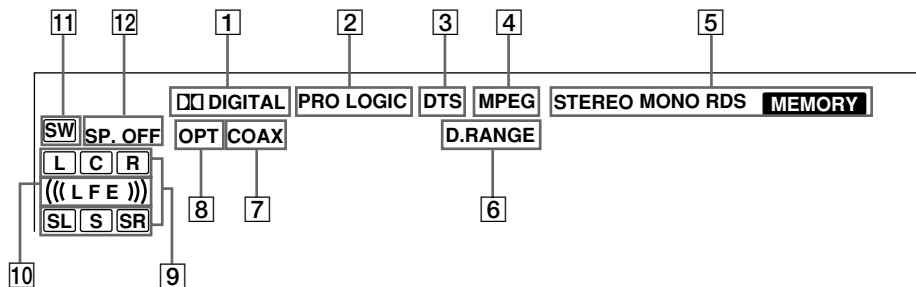 11 12 1 2 3 4 5
DIGITAL PRO LOGIC DTS MPEG STEREO MONO RDS MEMORY
SW SP. OFF OPT COAX D.RANGE
L C R
((( L F E )))
8 7 6
SL S SR
10 9